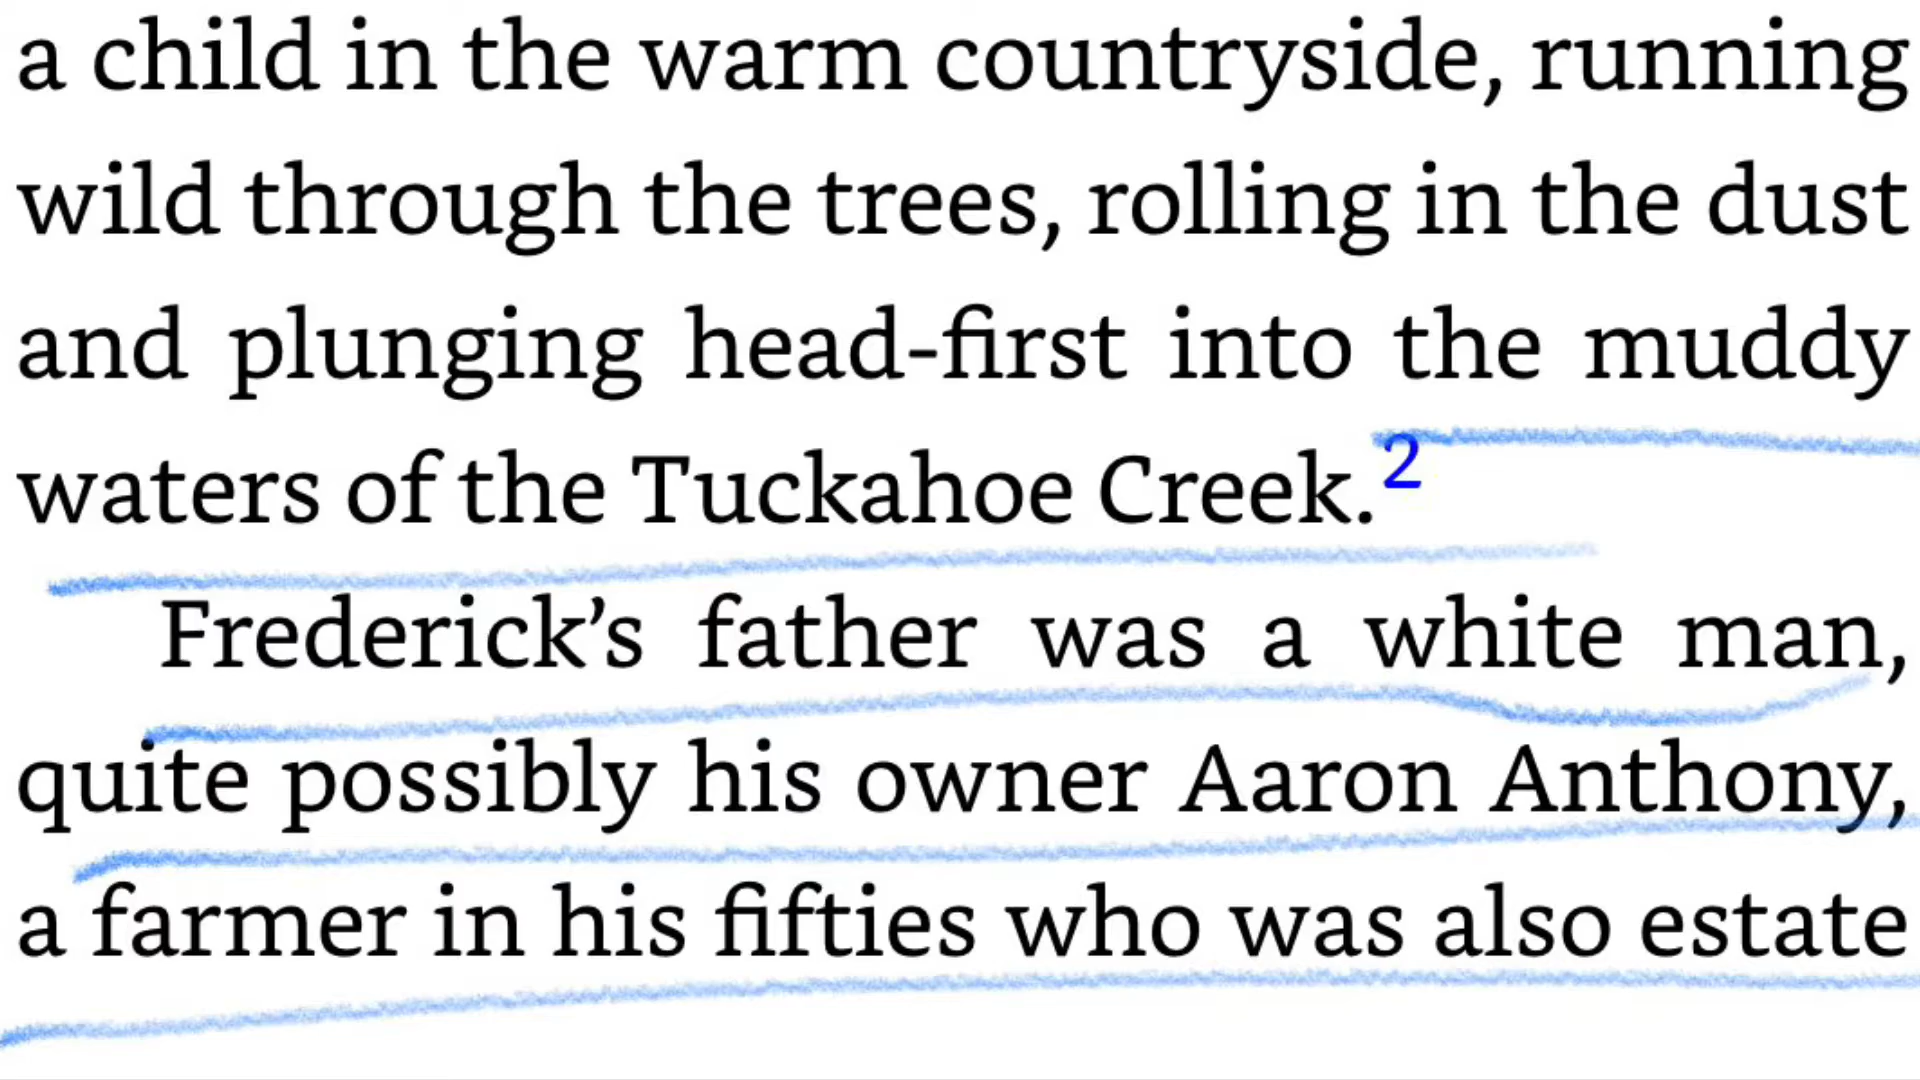 a child in the warm countryside, running
wild through the trees, rolling in the dust
and plunging head-first into the muddy
waters of the Tuckahoe Creek.2
Frederick’s father was a white man,
quite possibly his owner Aaron Anthony,
a farmer in his fifties who was also estate